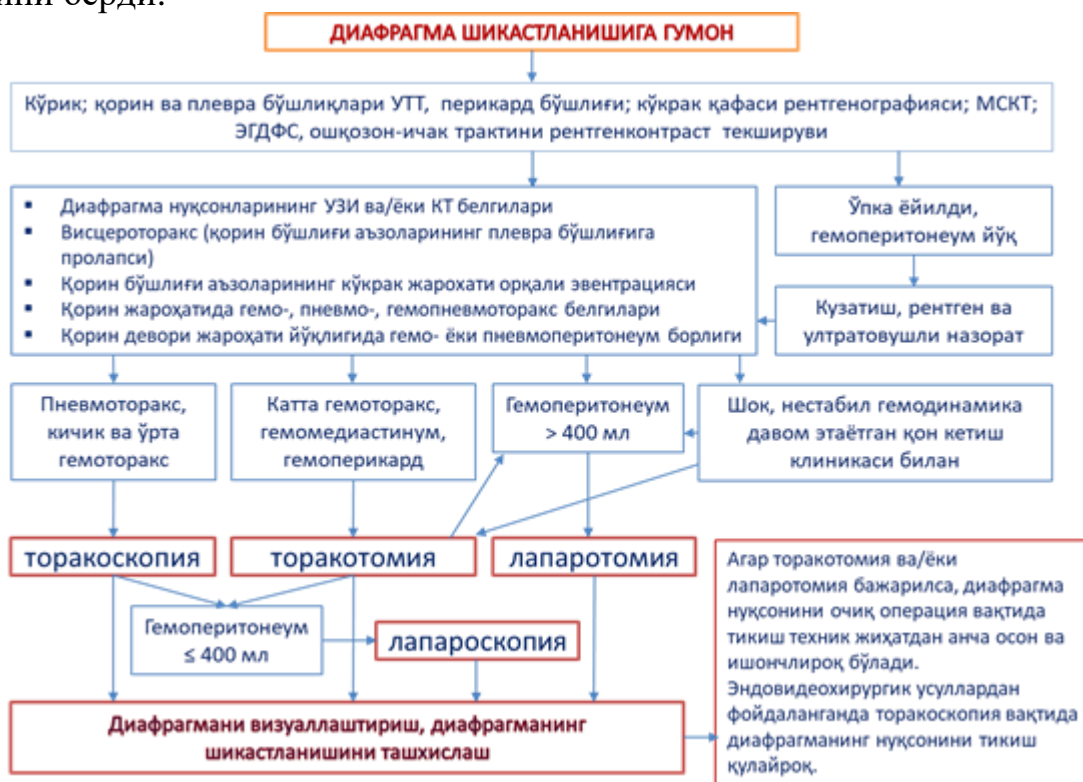 ДИАФРАГМА ШИКАСТЛАНИШИГА ГУМОН
Кўрик; қорин ва плевра бўшлиқлари УТТ, перикард бўшлиғи; кўкрак қафаси рентгенографияси; МСКТ;
ЭГДФС, ошқозон-ичак трактини рентгенконтраст текшируви
▪ Диафрагма нуқсонларининг УЗИ ва/ёки КТ белгилари
▪ Висцероторакс (қорин бўшлиғи аъзоларининг плевра бўшлиғига
пролапси)
▪ Қорин бўшлиғи аъзоларининг кўкрак жарохати орқали эвентрацияси
▪ Қорин жароҳатида гемо-, пневмо-, гемопневмоторакс белгилари
▪ Қорин девори жароҳати йўқлигида гемо- ёки пневмоперитонеум борлиги
Ўпка ёйилди,
гемоперитонеум йўқ
Кузатиш, рентген ва
ултратовушли назорат
Пневмоторакс,
кичик ва ўрта
гемоторакс
Катта гемоторакс,
гемомедиастинум,
гемоперикард
Гемоперитонеум
> 400 мл
Шок, нестабил гемодинамика
давом этаётган қон кетиш
клиникаси билан
торакоскопия
торакотомия
лапаротомия
Гемоперитонеум
≤ 400 мл
лапароскопия
Диафрагмани визуаллаштириш, диафрагманинг
шикастланишини ташхислаш
Агар торакотомия ва/ёки
лапаротомия бажарилса, диафрагма
нуқсонини очиқ операция вақтида
тикиш техник жиҳатдан анча осон ва
ишончлироқ бўлади.
Эндовидеохирургик усуллардан
фойдаланганда торакоскопия вақтида
диафрагманинг нуқсонини тикиш
қулайроқ.